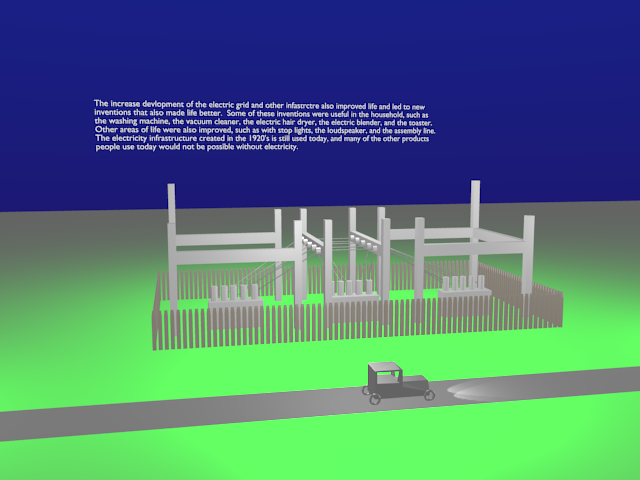 The increase devlopment of the electric grid and other infastrctre also improved life and led to new
inventions that also made life better.  Some of these inventions were useful in the household, such as
the washing machine, the vacuum cleaner, the electric hair dryer, the electric blender, and the toaster.
Other areas of life were also improved, such as with stop lights, the loudspeaker, and the assembly line.
The electricity infrastructure created in the 1920's is still used today, and many of the other products
people use today would not be possible without electricity.